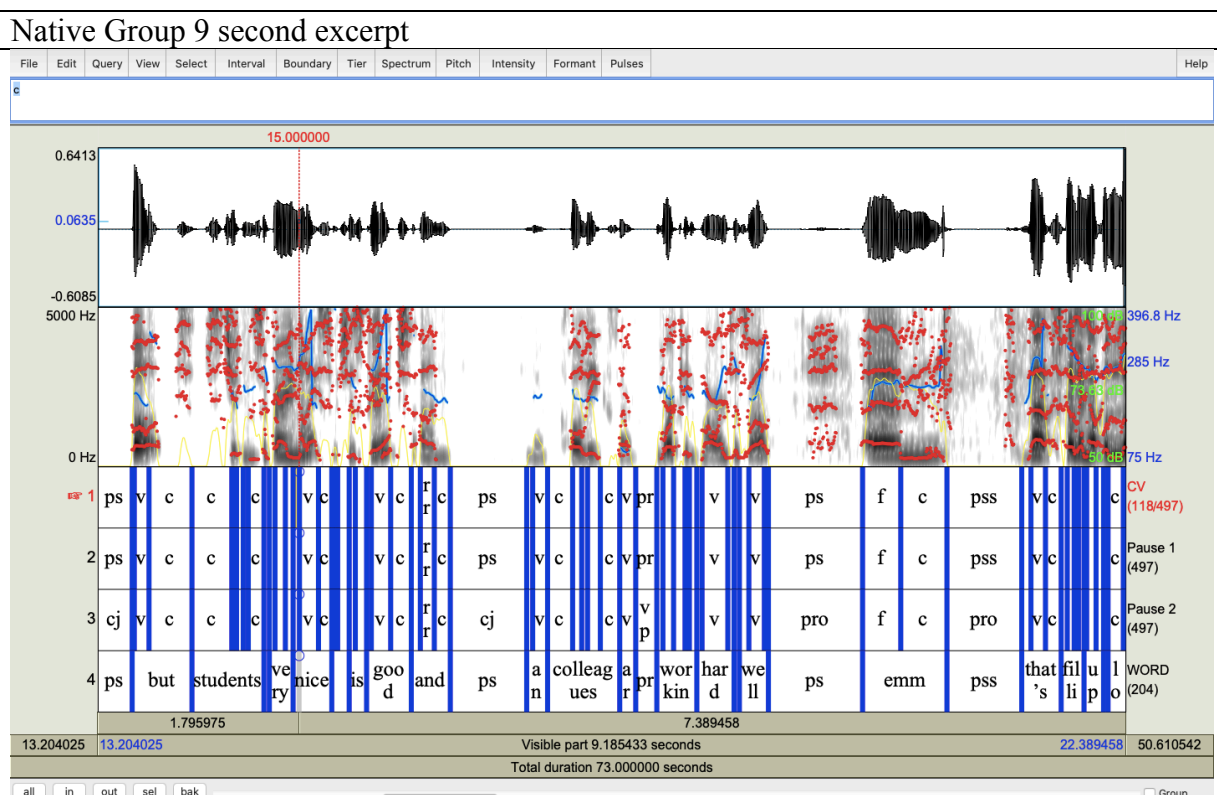 Native Group 9 second excerpt
File Edit Query View Select Interval Boundary Tier Spectrum Pitch Intensity Formant Pulses Help
c
15.000000
0.6413
0.0635
-0.6085
5000 Hz 100 dB 396.8 Hz
285 Hz
0 Hz 50 dB 75 Hz
1 ps v c c c v c v c r r c ps v c c v pr v v ps f c pss v c c CV (118/497)
2 ps v c c c v c v c r r c ps v c c v pr v v ps f c pss v c c Pause 1 (497)
3 cj v c c c v c v c r r c cj v c c v v p v v pro f c pro v c c Pause 2 (497)
4 ps but students ve ry nice is goo d and ps a n colleag ues a r pr wor kin har d we ll ps emm pss that 's fil li u p l o WORD (204)
1.795975 7.389458
13.204025 13.204025 Visible part 9.185433 seconds 22.389458 50.610542
Total duration 73.000000 seconds
all in out sel bak Group